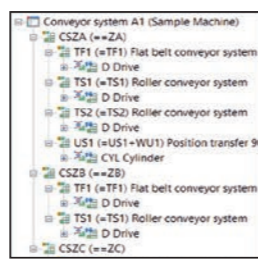 Conveyor system A1 (Sample Machine)
CSZA (==ZA)
TF1 (=TF1) Flat belt conveyor system
D Drive
TS1 (=TS1) Roller conveyor system
D Drive
TS2 (=TS2) Roller conveyor system
D Drive
US1 (=US1+WU1) Position transfer 9
CYL Cylinder
CSZB (==ZB)
TF1 (=TF1) Flat belt conveyor system
D Drive
TS1 (=TS1) Roller conveyor system
D Drive
CSZC (==ZC)